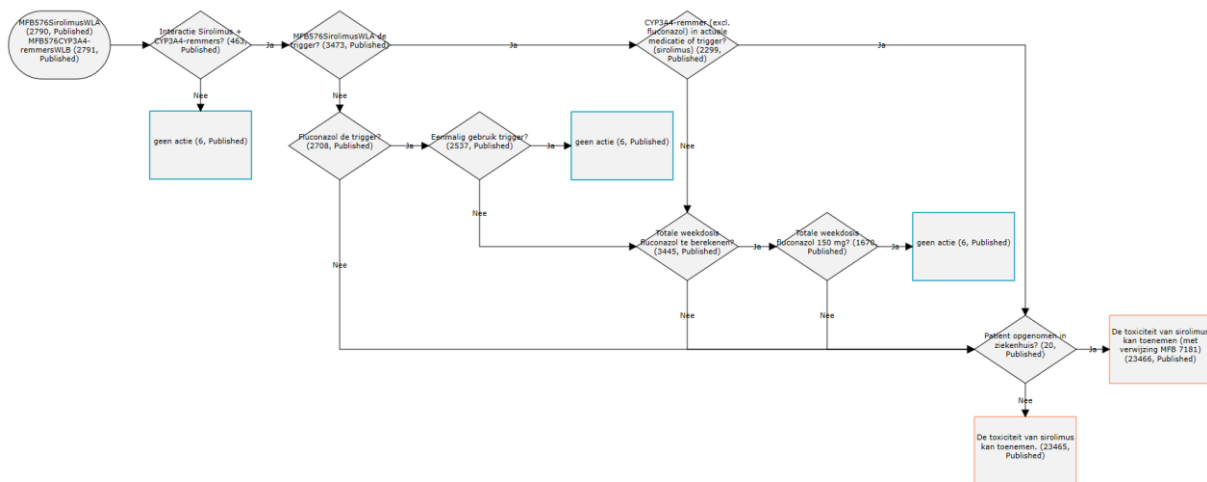 MFB576SirolimusWLA
(2790, Published)
MFB576CYP3A4-
remmersWLB (2791,
Published)
Interactie Sirolimus +
CYP3A4-remmers? (463,
Published)
Ja
MFB576SirolimusWLA de
trigger? (3473, Published)
Ja
CYP3A4-remmer (excl.
fluconazol) in actuele
medicatie of trigger?
(sirolimus) (2299,
Published)
Ja
Nee
Nee
geen actie (6, Published)
Fluconazol de trigger?
(2708, Published)
Ja
Eenmalig gebruik trigger?
(2537, Published)
Ja
geen actie (6, Published)
Nee
Nee
Totale weekdosis
fluconazol te berekenen?
(3445, Published)
Ja
Totale weekdosis
fluconazol 150 mg? (1670,
Published)
Ja
geen actie (6, Published)
Nee
Nee
Nee
Patient opgenomen in
ziekenhuis? (20,
Published)
Ja
De toxiciteit van sirolimus
kan toenemen (met
verwijzing MFB 7181)
(23466, Published)
Nee
De toxiciteit van sirolimus
kan toenemen. (23465,
Published)